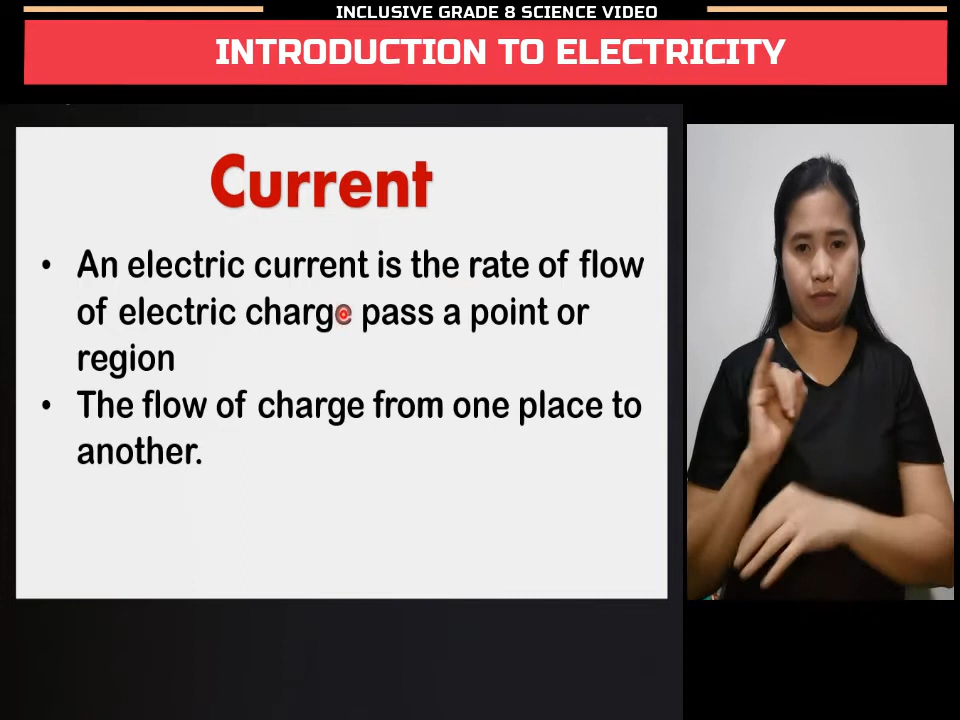 INCLUSIVE GRADE 8 SCIENCE VIDEO
INTRODUCTION TO ELECTRICITY
Current
• An electric current is the rate of flow
of electric charge pass a point or
region
• The flow of charge from one place to
another.